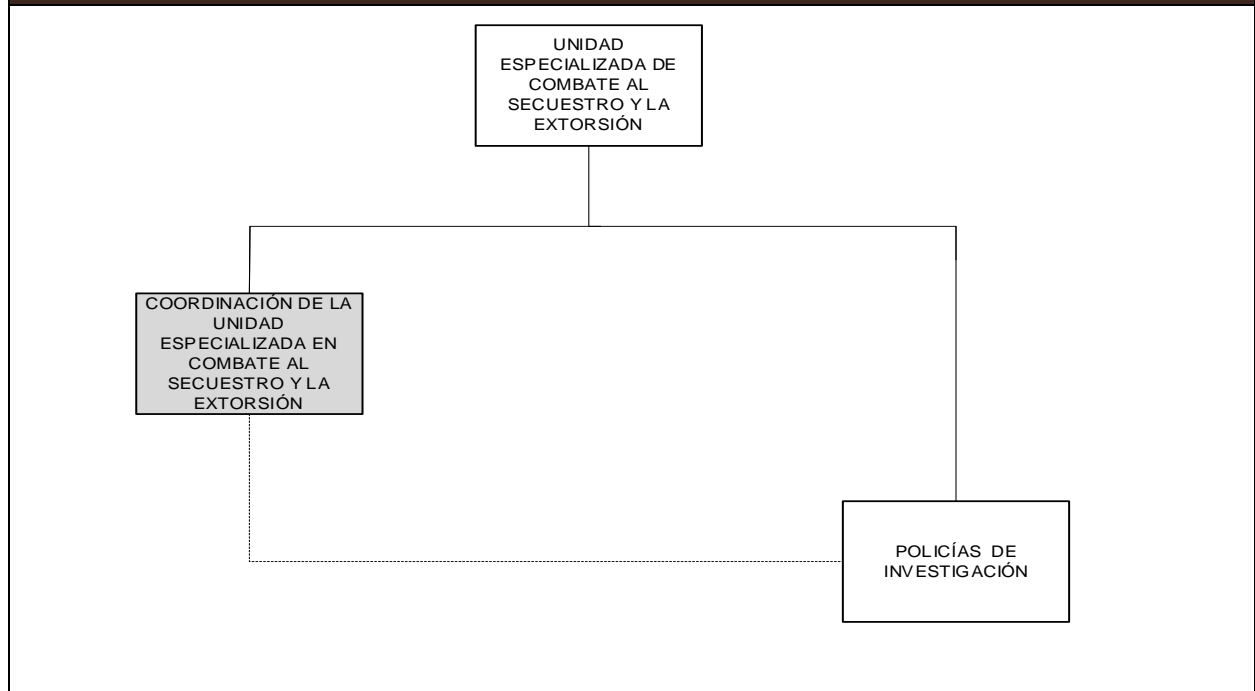 UNIDAD
ESPECIALIZADA DE
COMBATE AL
SECUESTRO Y LA
EXTORSIÓN
COORDINACIÓN DE LA
UNIDAD
ESPECIALIZADA EN
COMBATE AL
SECUESTRO Y LA
EXTORSIÓN
POLICÍAS DE
INVESTIGACIÓN